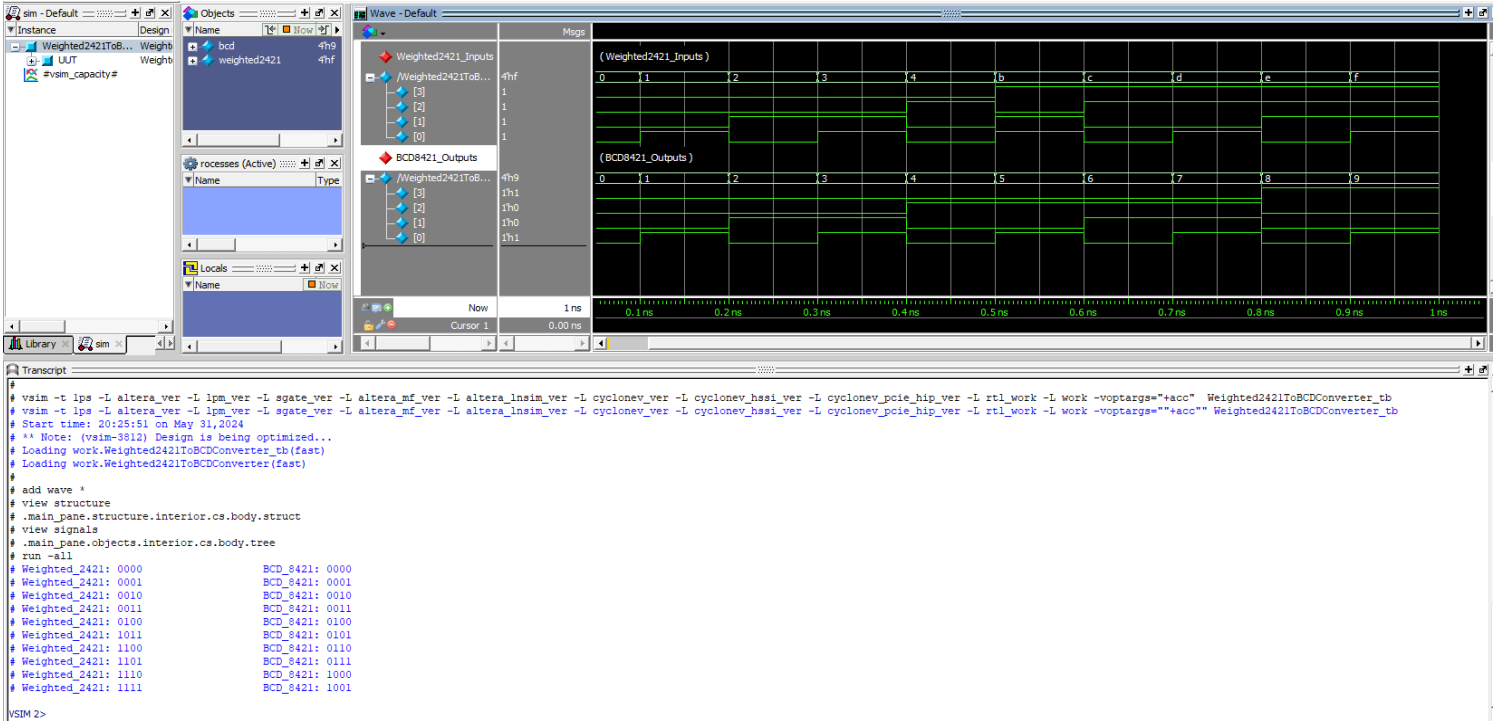 sim - Default
Instance Design
Weighted2421ToB... Weight
UUT Weight
#vsim_capacity#
Library sim
Objects
Name Now
bcd 4'h9
weighted2421 4'hf
rocesses (Active)
Name Type
Locals
Name Now
Wave - Default
Msgs
Weighted2421_Inputs (Weighted2421_Inputs)
/Weighted2421ToB... 4'hf 0 1 2 3 4 b c d e f
[3] 1
[2] 1
[1] 1
[0] 1
BCD8421_Outputs (BCD8421_Outputs)
/Weighted2421ToB... 4'h9 0 1 2 3 4 5 6 7 8 9
[3] 1'h1
[2] 1'h0
[1] 1'h0
[0] 1'h1
Now 1 ns 0.1 ns 0.2 ns 0.3 ns 0.4 ns 0.5 ns 0.6 ns 0.7 ns 0.8 ns 0.9 ns 1 ns
Cursor 1 0.00 ns
Transcript
#
# vsim -t 1ps -L altera_ver -L lpm_ver -L sgate_ver -L altera_mf_ver -L altera_lnsim_ver -L cyclonev_ver -L cyclonev_hssi_ver -L cyclonev_pcie_hip_ver -L rtl_work -L work -voptargs="+acc" Weighted2421ToBCDConverter_tb
# vsim -t 1ps -L altera_ver -L lpm_ver -L sgate_ver -L altera_mf_ver -L altera_lnsim_ver -L cyclonev_ver -L cyclonev_hssi_ver -L cyclonev_pcie_hip_ver -L rtl_work -L work -voptargs=""+acc"" Weighted2421ToBCDConverter_tb
# Start time: 20:25:51 on May 31,2024
# ** Note: (vsim-3812) Design is being optimized...
# Loading work.Weighted2421ToBCDConverter_tb(fast)
# Loading work.Weighted2421ToBCDConverter(fast)
#
# add wave *
# view structure
# .main_pane.structure.interior.cs.body.struct
# view signals
# .main_pane.objects.interior.cs.body.tree
# run -all
# Weighted_2421: 0000 BCD_8421: 0000
# Weighted_2421: 0001 BCD_8421: 0001
# Weighted_2421: 0010 BCD_8421: 0010
# Weighted_2421: 0011 BCD_8421: 0011
# Weighted_2421: 0100 BCD_8421: 0100
# Weighted_2421: 1011 BCD_8421: 0101
# Weighted_2421: 1100 BCD_8421: 0110
# Weighted_2421: 1101 BCD_8421: 0111
# Weighted_2421: 1110 BCD_8421: 1000
# Weighted_2421: 1111 BCD_8421: 1001
VSIM 2>